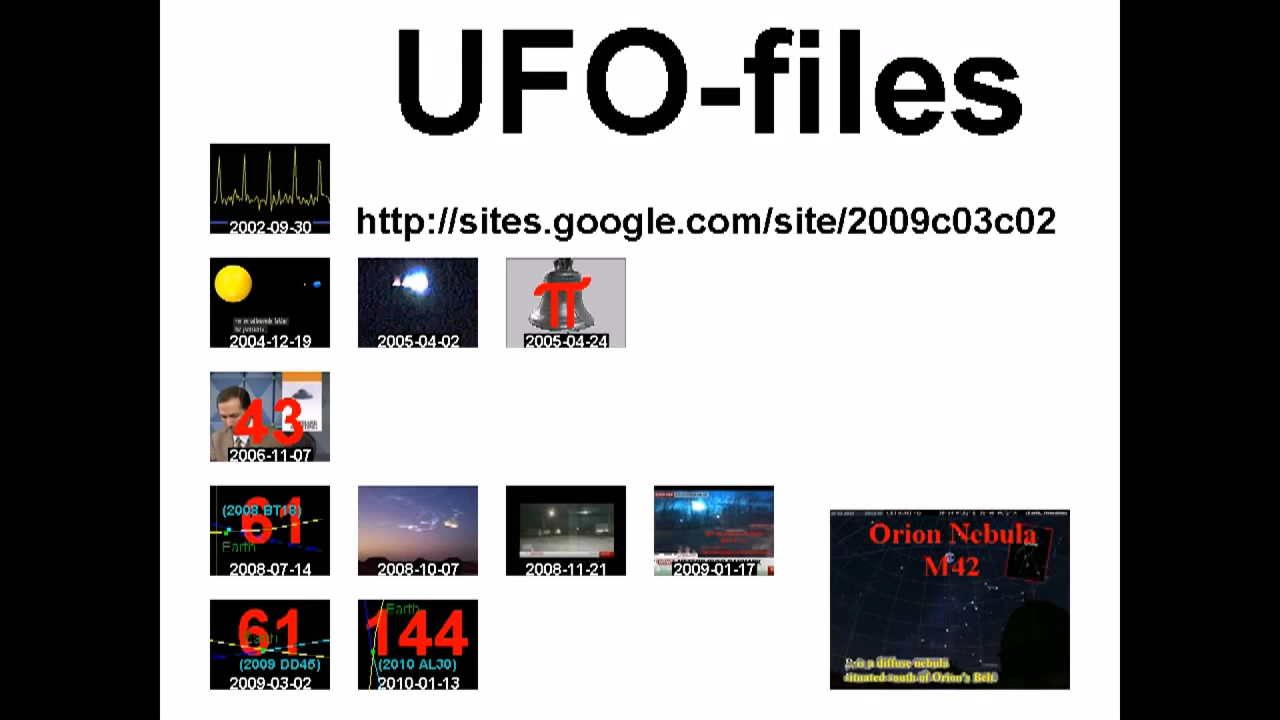 UFO-files
2002-09-30
http://sites.google.com/site/2009c03c02
2004-12-19
2005-04-02
π
2005-04-24
43
2006-11-07
61
(2008 BT18)
Earth
2008-07-14
2008-10-07
2008-11-21
2009-01-17
Orion Nebula
M42
is a diffuse nebula
situated south of Orion's Belt.
61
Earth
(2009 DD45)
2009-03-02
Earth
144
(2010 AL30)
2010-01-13